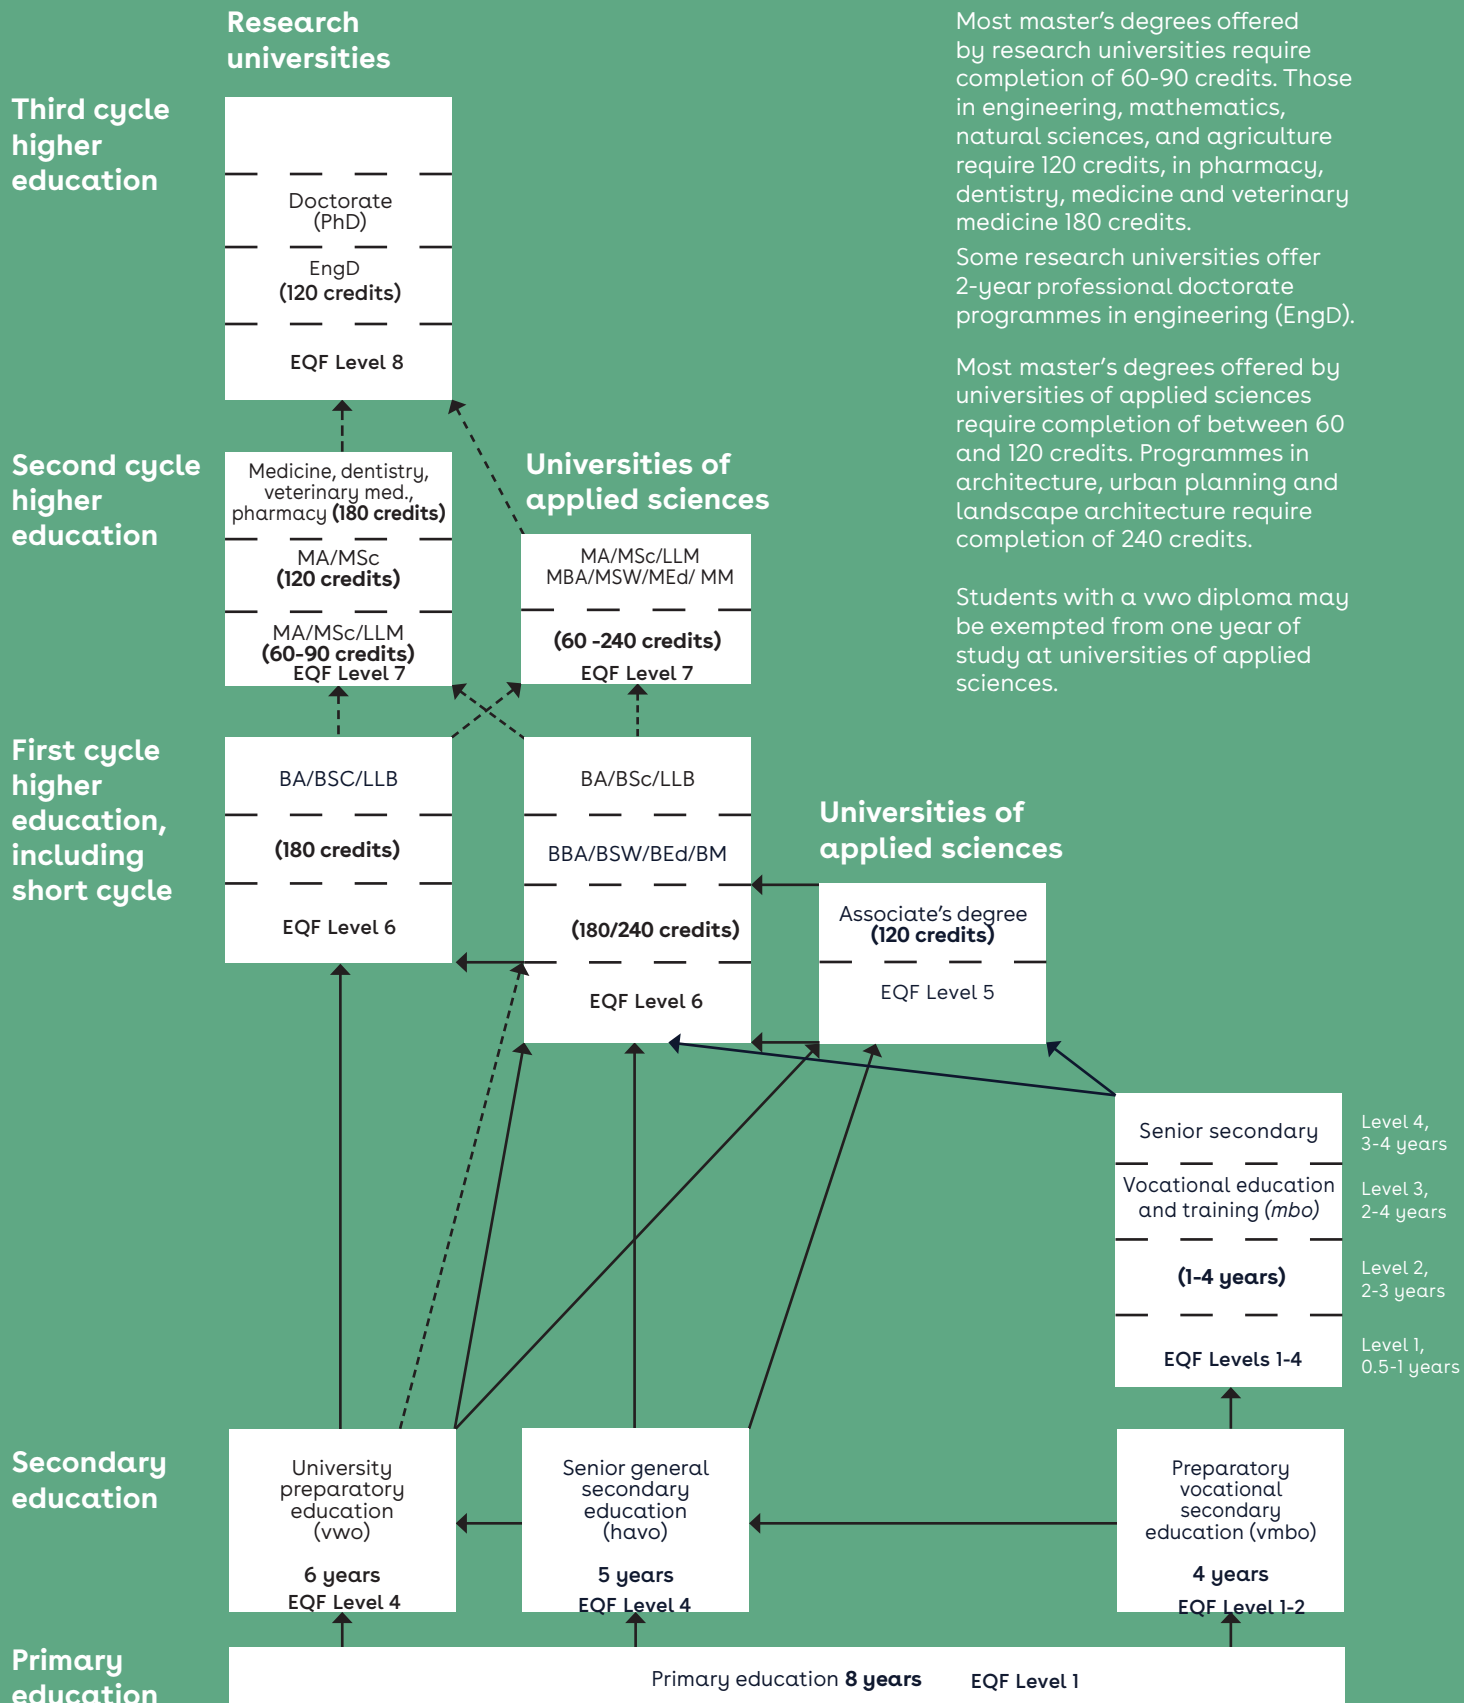 Research
universities
Third cycle
higher
education
Doctorate
(PhD)
EngD
(120 credits)
EQF Level 8
Most master's degrees offered
by research universities require
completion of 60-90 credits. Those
in engineering, mathematics,
natural sciences, and agriculture
require 120 credits, in pharmacy,
dentistry, medicine and veterinary
medicine 180 credits.
Some research universities offer
2-year professional doctorate
programmes in engineering (EngD).
Most master's degrees offered by
universities of applied sciences
require completion of between 60
and 120 credits. Programmes in
architecture, urban planning and
landscape architecture require
completion of 240 credits.
Students with a vwo diploma may
be exempted from one year of
study at universities of applied
sciences.
Second cycle
higher
education
Medicine, dentistry,
veterinary med.,
pharmacy (180 credits)
MA/MSc
(120 credits)
MA/MSc/LLM
(60-90 credits)
EQF Level 7
Universities of
applied sciences
MA/MSc/LLM
MBA/MSW/MEd/ MM
(60 -240 credits)
EQF Level 7
First cycle
higher
education,
including
short cycle
BA/BSC/LLB
(180 credits)
EQF Level 6
BA/BSc/LLB
BBA/BSW/BEd/BM
(180/240 credits)
EQF Level 6
Universities of
applied sciences
Associate's degree
(120 credits)
EQF Level 5
Senior secondary
Vocational education
and training (mbo)
(1-4 years)
EQF Levels 1-4
Level 4,
3-4 years
Level 3,
2-4 years
Level 2,
2-3 years
Level 1,
0.5-1 years
Secondary
education
University
preparatory
education
(vwo)
6 years
EQF Level 4
Senior general
secondary
education
(havo)
5 years
EQF Level 4
Preparatory
vocational
secondary
education (vmbo)
4 years
EQF Level 1-2
Primary
education
Primary education 8 years EQF Level 1